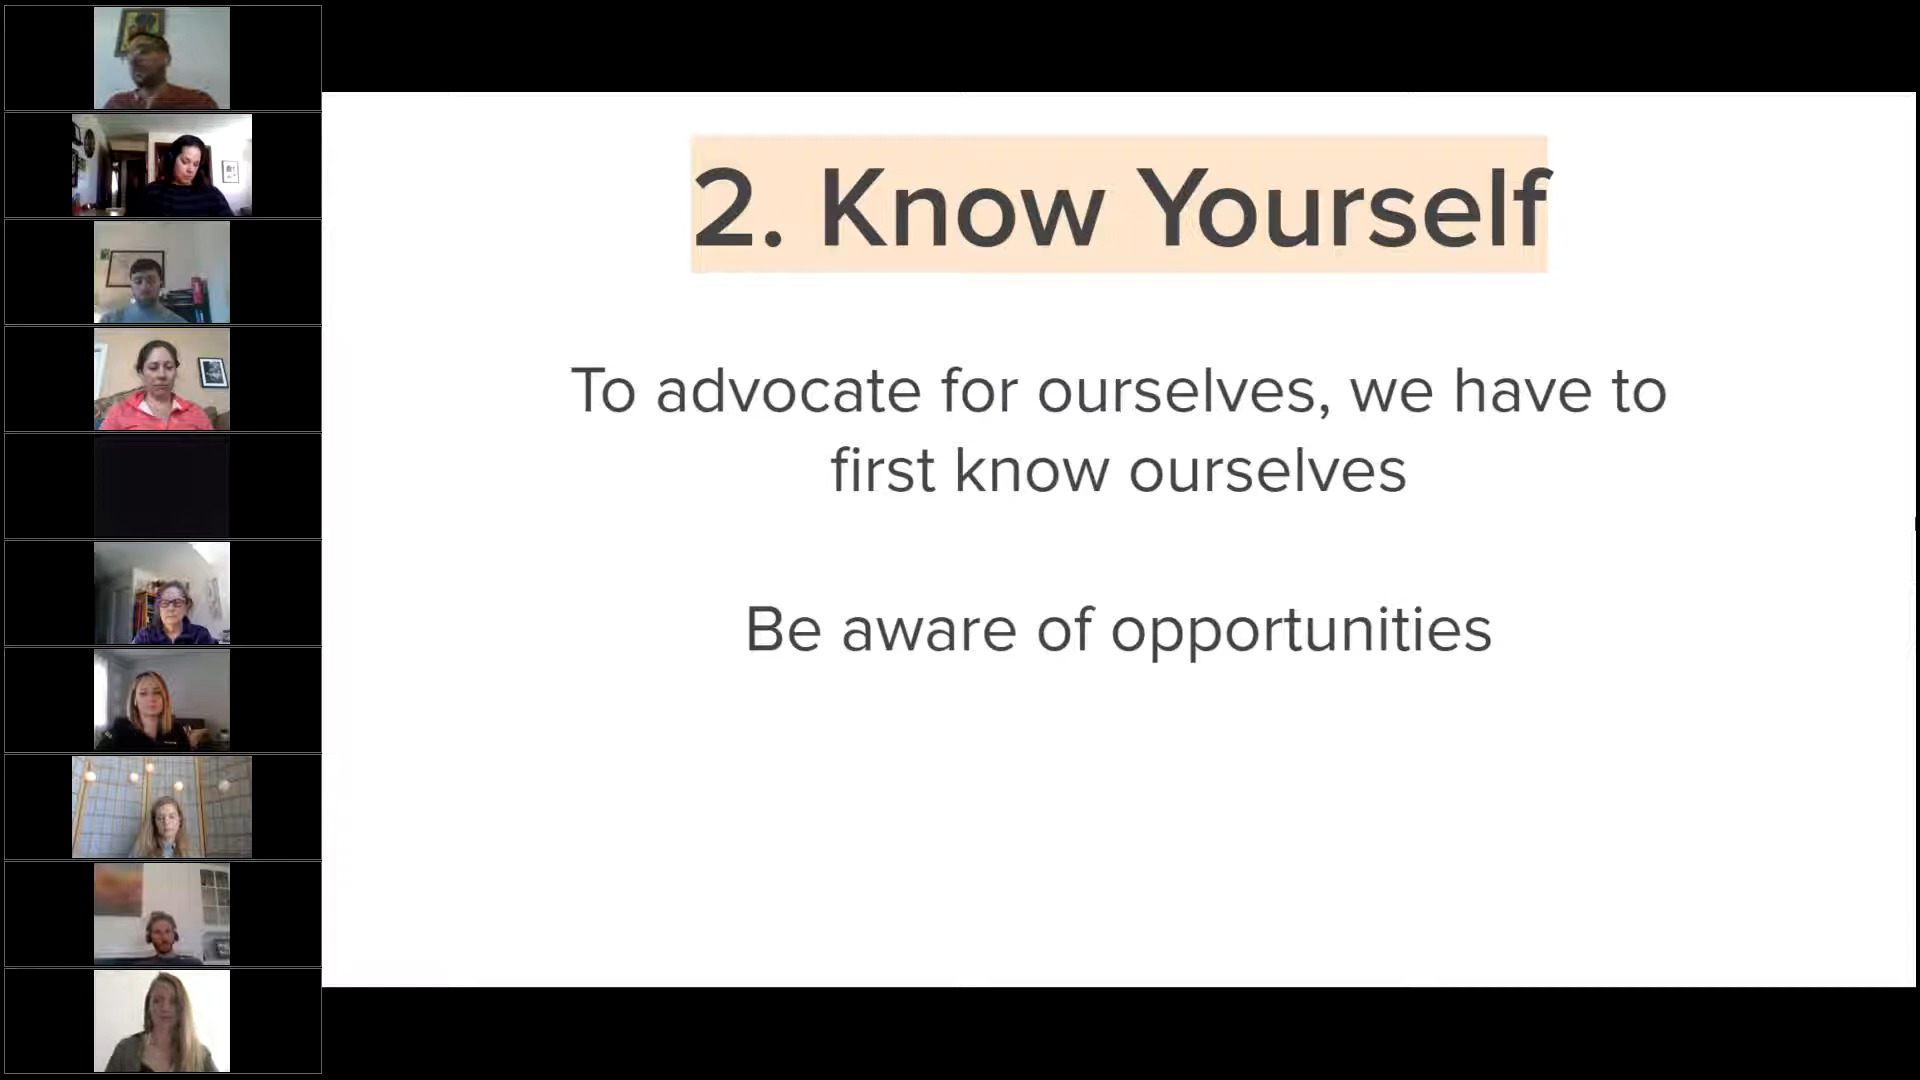 2. Know Yourself
To advocate for ourselves, we have to
first know ourselves
Be aware of opportunities